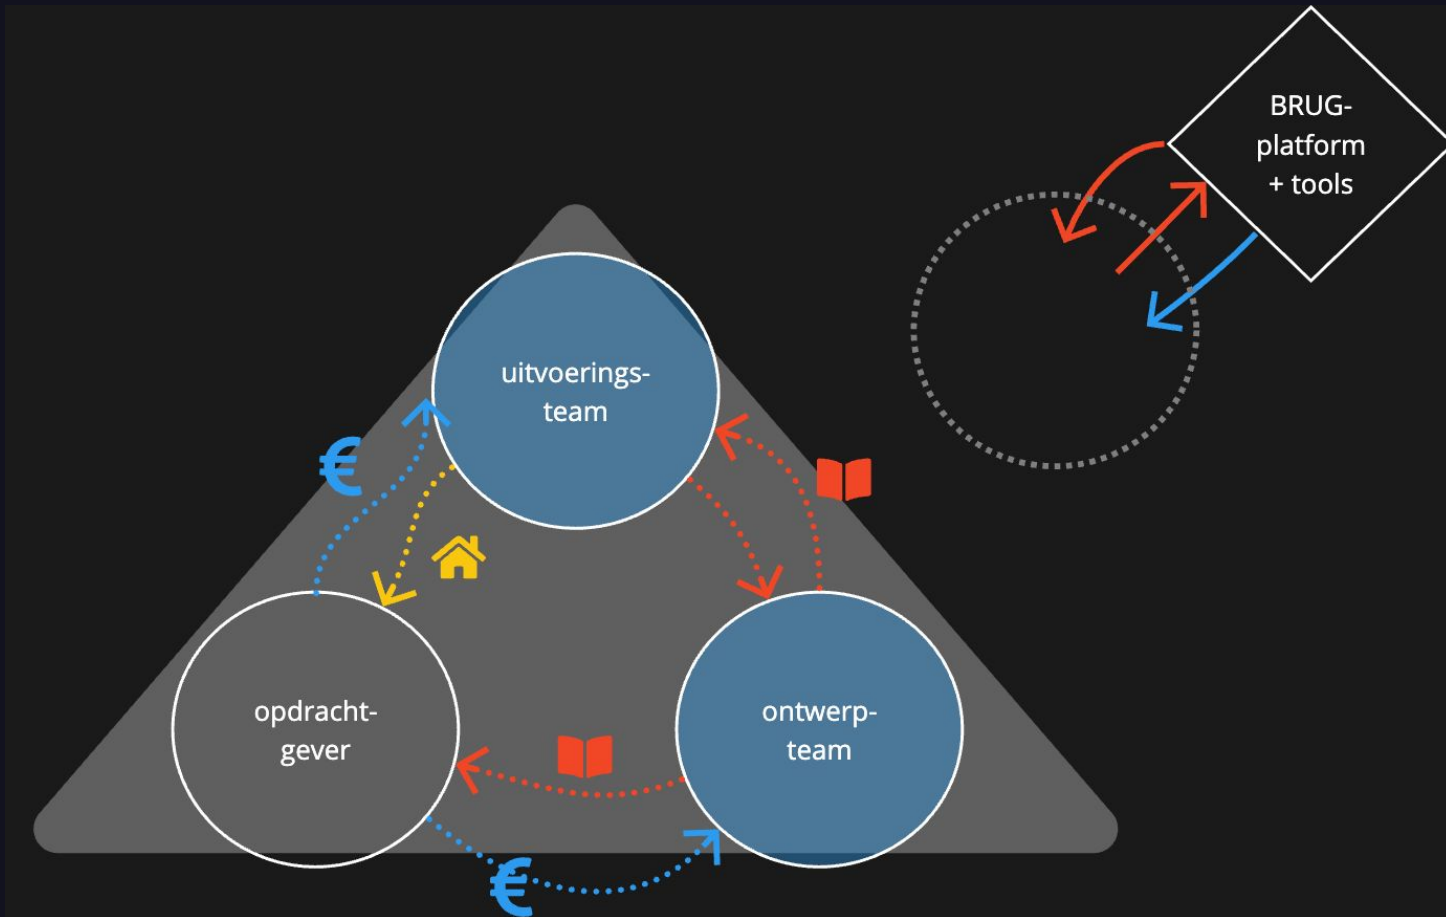 BRUG-
platform
+ tools
uitvoerings-
team
€
opdracht-
gever
ontwerp-
team
€